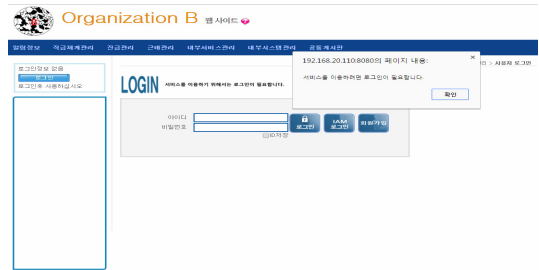 Organization B 웹 사이트
알림정보 직급체계관리 전근관리 근태관리 내부서비스관리 내부시스템관리 공통게시판
로그인정보 없음
로그인
로그인후 사용하십시오
> 사용자 로그인
192.168.20.110:8080의 페이지 내용:
×
서비스를 이용하려면 로그인이 필요합니다.
확인
LOGIN 서비스를 이용하기 위해서는 로그인이 필요합니다.
아이디
비밀번호
ID저장
로그인
IAM
로그인
회원가입